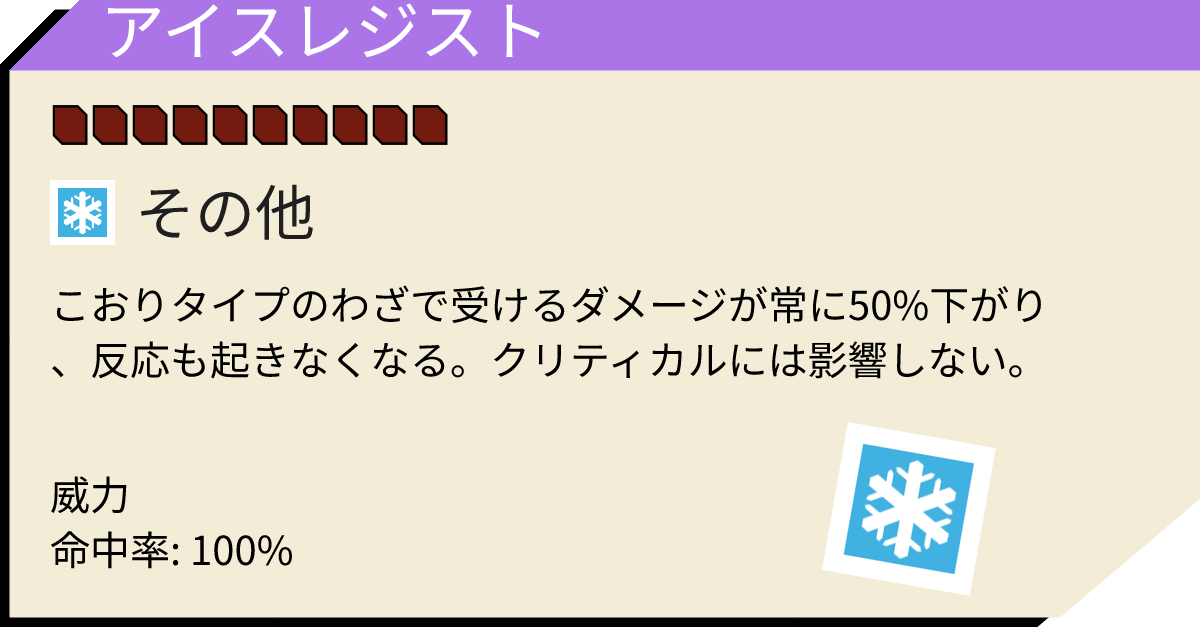 アイスレジスト
その他
こおりタイプのわざで受けるダメージが常に50%下がり
、反応も起きなくなる。クリティカルには影響しない。
威力
命中率: 100%